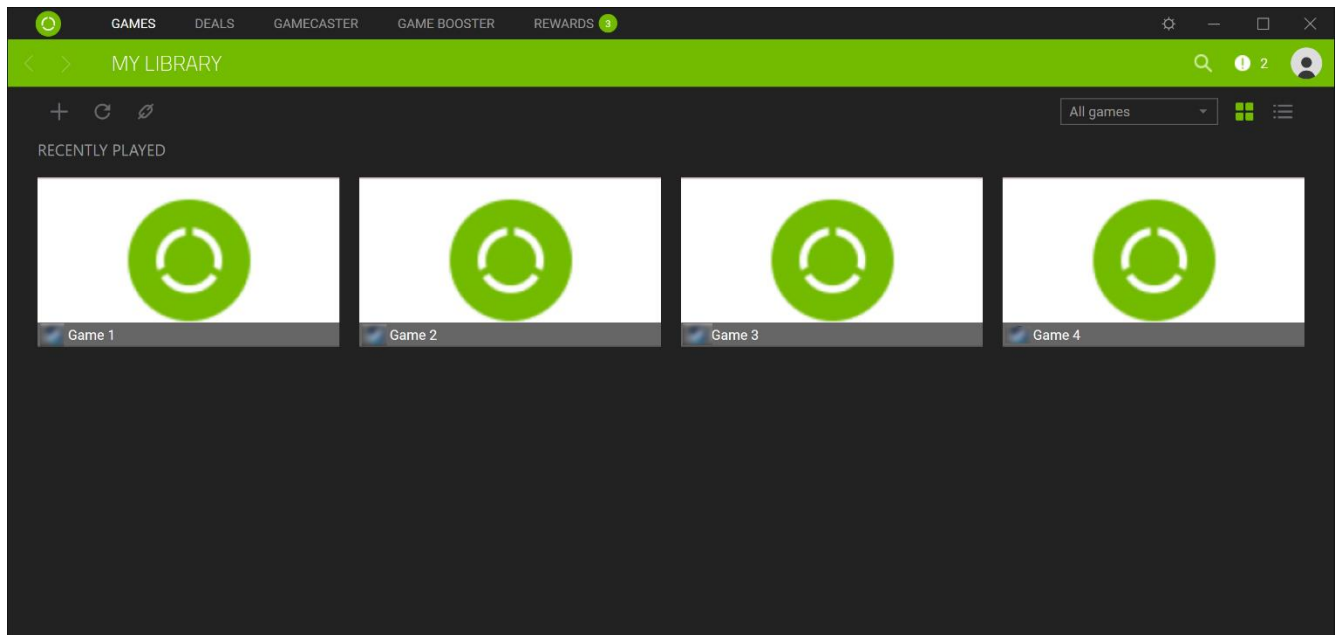 GAMES DEALS GAMECASTER GAME BOOSTER REWARDS 3
MY LIBRARY 2
All games
RECENTLY PLAYED
Game 1 Game 2 Game 3 Game 4